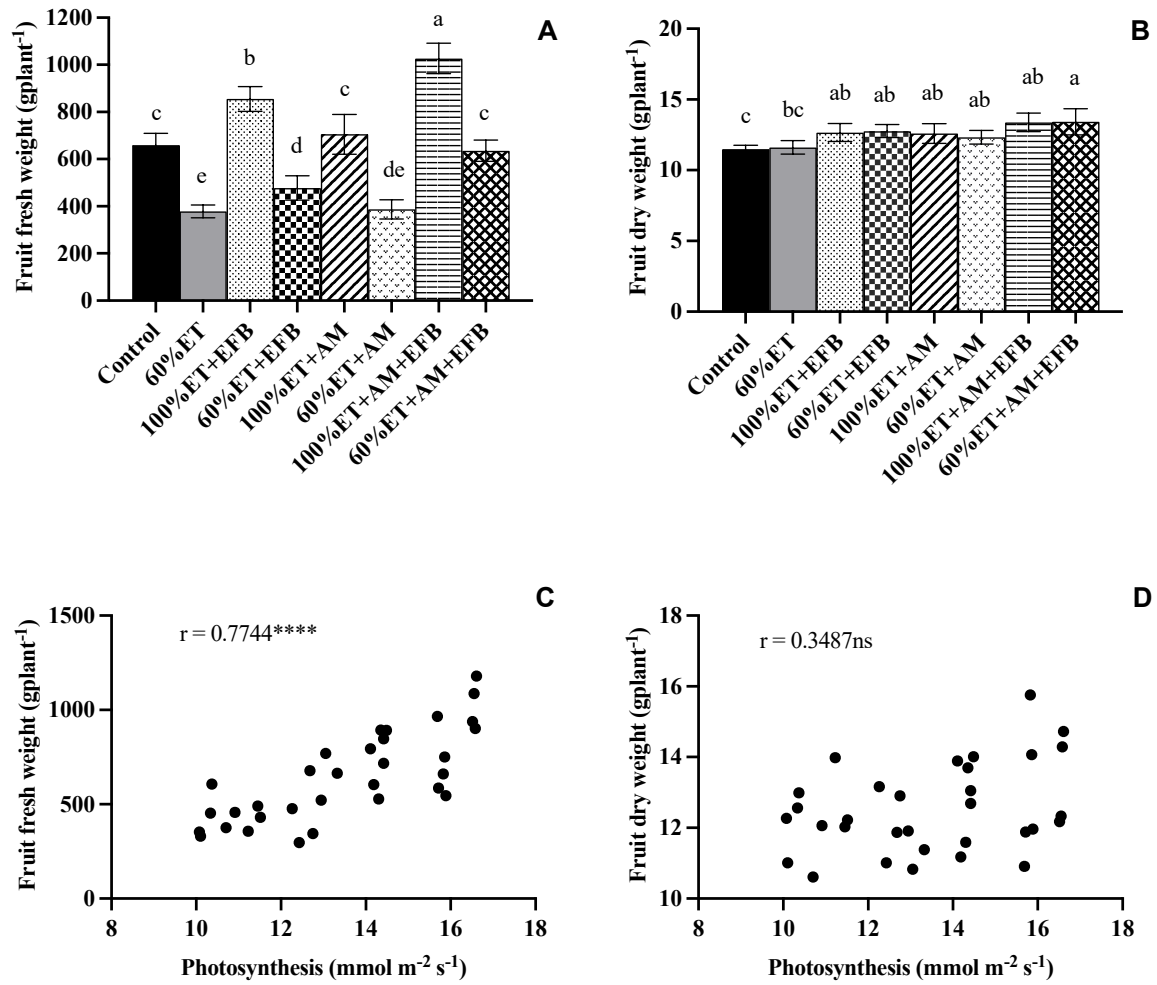 A
Fruit fresh weight (gplant-1)
1200
1000
800
600
400
200
0
c
e
b
d
c
de
a
c
Control
60%ET
100%ET+EFB
60%ET+EFB
100%ET+AM
60%ET+AM
100%ET+AM+EFB
60%ET+AM+EFB
B
Fruit dry weight (gplant-1)
20
15
10
5
0
c
bc
ab
ab
ab
ab
ab
a
Control
60%ET
100%ET+EFB
60%ET+EFB
100%ET+AM
60%ET+AM
100%ET+AM+EFB
60%ET+AM+EFB
C
r = 0.7744****
Fruit fresh weight (gplant-1)
1500
1000
500
0
8 10 12 14 16 18
Photosynthesis (mmol m-2 s-1)
D
r = 0.3487ns
Fruit dry weight (gplant-1)
18
16
14
12
10
8 10 12 14 16 18
Photosynthesis (mmol m-2 s-1)